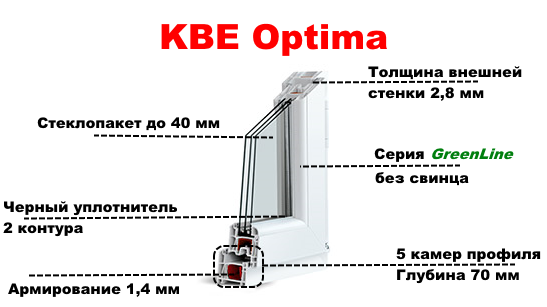 KBE Optima
Толщина внешней
стенки 2,8 мм
Стеклопакет до 40 мм
Серия GreenLine
без свинца
Черный уплотнитель
2 контура
5 камер профиля
Глубина 70 мм
Армирование 1,4 мм